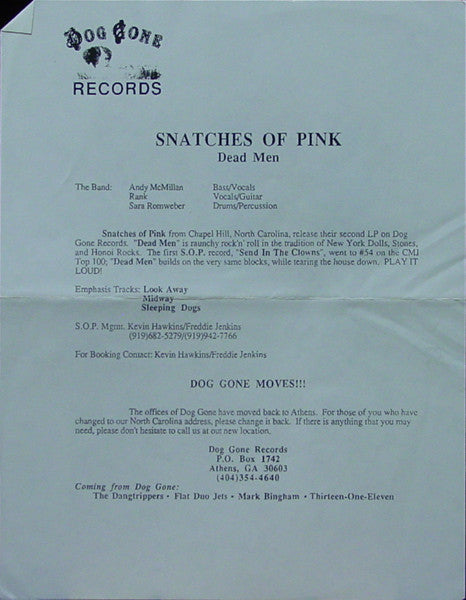 DOG GONE
RECORDS
SNATCHES OF PINK
Dead Men
The Band: Andy McMillan Bass/Vocals
Rank Vocals/Guitar
Sara Romweber Drums/Percussion
Snatches of Pink from Chapel Hill, North Carolina, release their second LP on Dog
Gone Records. "Dead Men" is raunchy rock'n' roll in the tradition of New York Dolls, Stones,
and Honoi Rocks. The first S.O.P. record, "Send In The Clowns", went to #54 on the CMJ
Top 100; "Dead Men" builds on the very same blocks, while tearing the house down. PLAY IT
LOUD!
Emphasis Tracks: Look Away
Midway
Sleeping Dogs
S.O.P. Mgmt. Kevin Hawkins/Freddie Jenkins
(919)682-5279/(919)942-7766
For Booking Contact: Kevin Hawkins/Freddie Jenkins
DOG GONE MOVES!!!
The offices of Dog Gone have moved back to Athens. For those of you who have
changed to our North Carolina address, please change it back. If there is anything that you may
need, please don't hesitate to call us at our new location.
Dog Gone Records
P.O. Box 1742
Athens, GA 30603
(404)354-4640
Coming from Dog Gone:
The Dangtrippers • Flat Duo Jets • Mark Bingham • Thirteen-One-Eleven